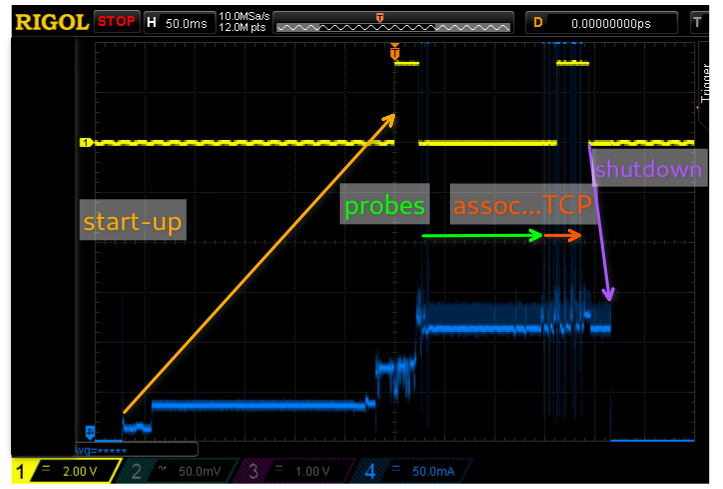 RIGOL STOP H 50.0ms 10.0MSa/s 12.0M pts T D 0.00000000ps T
T
Trigger
1
shutdown
probes assoc...TCP
start-up
Avg=*****
1 2.00 V 2 50.0mV 3 1.00 V 4 50.0mA